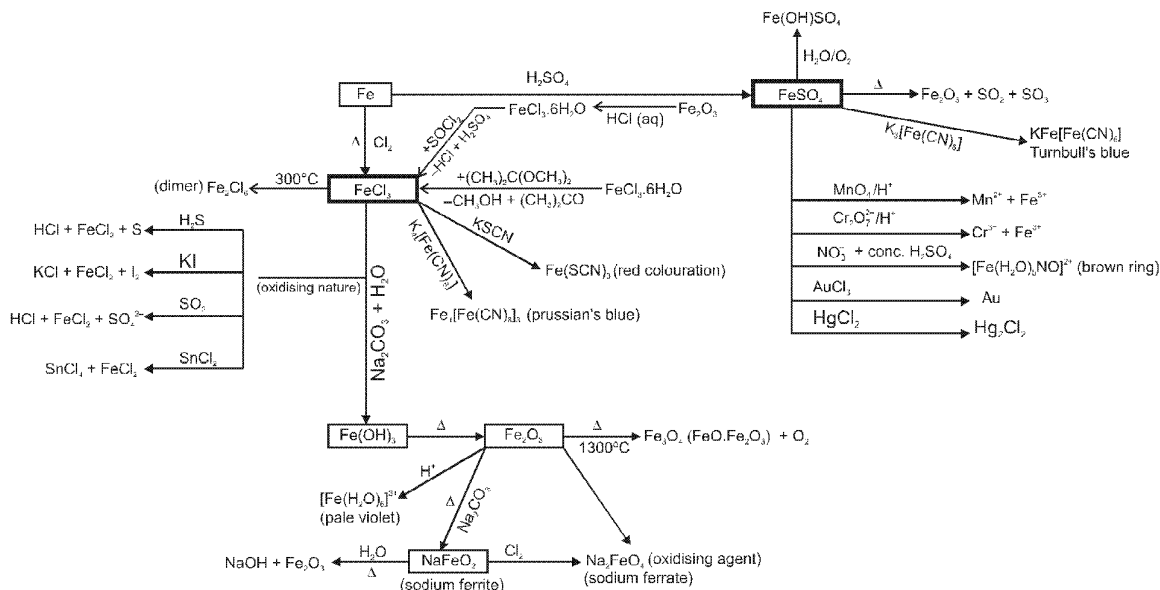 Fe(OH)SO₄
H₂O/O₂
H₂SO₄
Fe
FeSO₄
Δ
Fe₂O₃ + SO₂ + SO₃
FeCl₃.6H₂O
HCl (aq)
Fe₂O₃
+SOCl₂
–HCl + H₂SO₄
Δ Cl₂
K₃[Fe(CN)₆]
KFe[Fe(CN)₆]
Turnbull's blue
(dimer) Fe₂Cl₆
300°C
FeCl₃
+(CH₃)₂C(OCH₃)₂
–CH₃OH + (CH₃)₂CO
FeCl₃.6H₂O
MnO₄⁻/H⁺
Mn²⁺ + Fe³⁺
Cr₂O₇²⁻/H⁺
Cr³⁺ + Fe³⁺
NO₃⁻ + conc. H₂SO₄
[Fe(H₂O)₅NO]²⁺ (brown ring)
AuCl₃
Au
HgCl₂
Hg₂Cl₂
HCl + FeCl₂ + S
H₂S
KCl + FeCl₂ + I₂
KI
(oxidising nature)
HCl + FeCl₂ + SO₄²⁻
SO₂
SnCl₄ + FeCl₂
SnCl₂
Na₂CO₃ + H₂O
K₄[Fe(CN)₆]
KSCN
Fe(SCN)₃ (red colouration)
Fe₄[Fe(CN)₆]₃ (prussian's blue)
Fe(OH)₃
Δ
Fe₂O₃
Δ
1300°C
Fe₃O₄ (FeO.Fe₂O₃) + O₂
H⁺
[Fe(H₂O)₆]³⁺
(pale violet)
Δ
Na₂CO₃
NaOH + Fe₂O₃
H₂O
Δ
NaFeO₂
(sodium ferrite)
Cl₂
Na₂FeO₄ (oxidising agent)
(sodium ferrate)